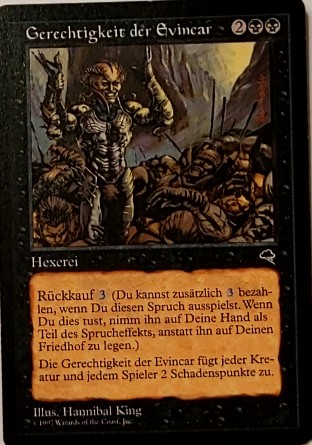 Gerechtigkeit der Evincar 2
Hexerei
Rückkauf 3 (Du kannst zusätzlich 3 bezah-
len, wenn Du diesen Spruch ausspielst. Wenn
Du dies tust, nimm ihn auf Deine Hand als
Teil des Sprucheffekts, anstatt ihn auf Deinen
Friedhof zu legen.)
Die Gerechtigkeit der Evincar fügt jeder Kre-
atur und jedem Spieler 2 Schadenspunkte zu.
Illus. Hannibal King
© 1997 Wizards of the Coast, Inc.